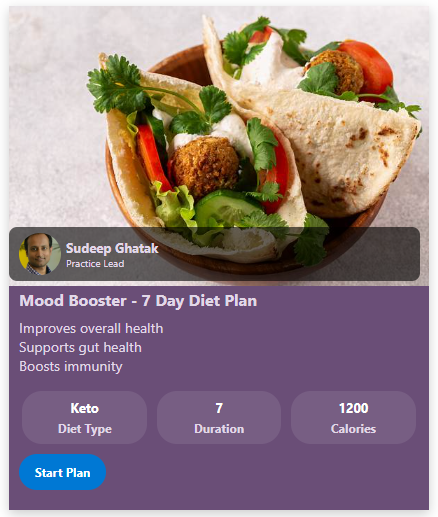 Sudeep Ghatak
Practice Lead
Mood Booster - 7 Day Diet Plan
Improves overall health
Supports gut health
Boosts immunity
Keto
Diet Type
7
Duration
1200
Calories
Start Plan